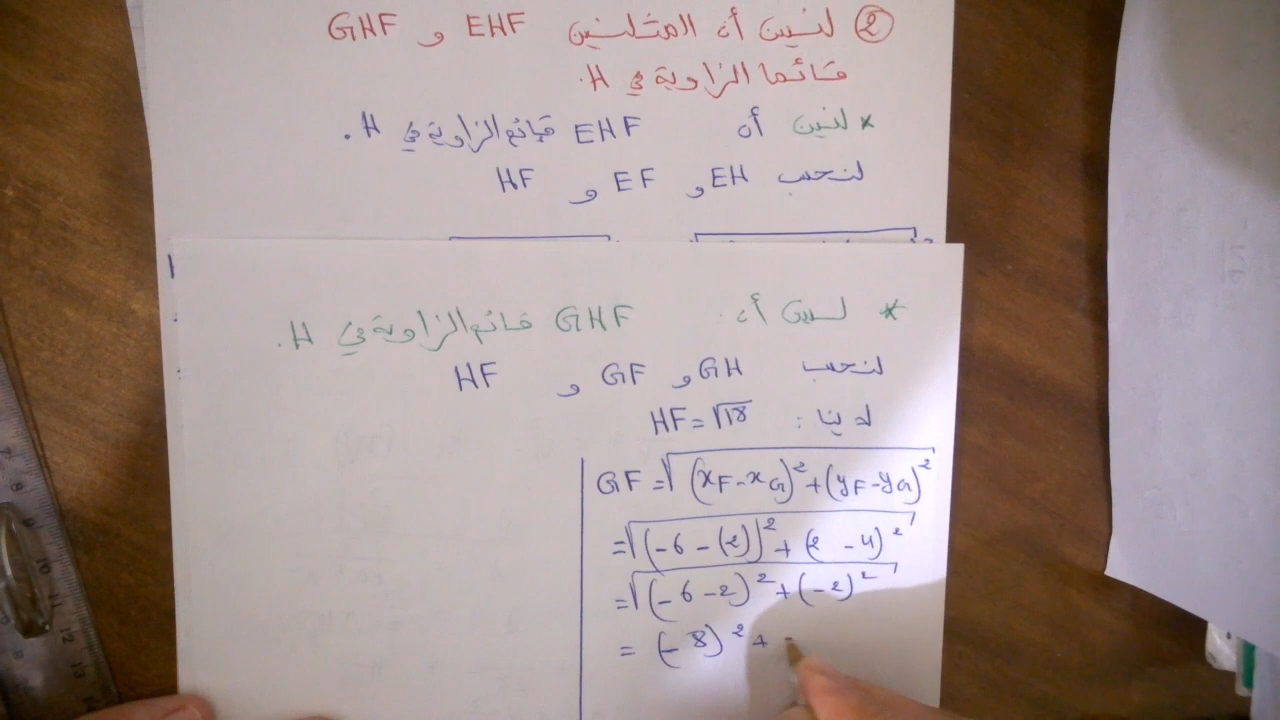 ② لنبين أن المثلثين EHF و GHF
قائما الزاوية في H.
* لنبين أن EHF قائم الزاوية في H.
لنحسب EH و EF و HF
* لنبين أن GHF قائم الزاوية في H.
لنحسب GH و GF و HF
لدينا : HF = √18
GF = √(x_F - x_G)² + (y_F - y_G)²
= √(-6 - (2))² + (2 - 4)²
= √(-6 - 2)² + (-2)²
= (-8)² + -